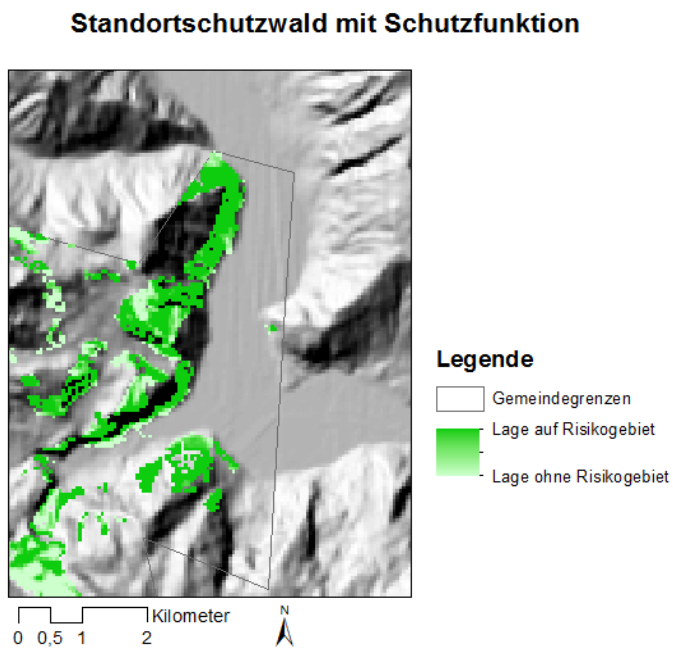 Standortschutzwald mit Schutzfunktion
Legende
Gemeindegrenzen
Lage auf Risikogebiet
Lage ohne Risikogebiet
Kilometer
0 0,5 1 2
N